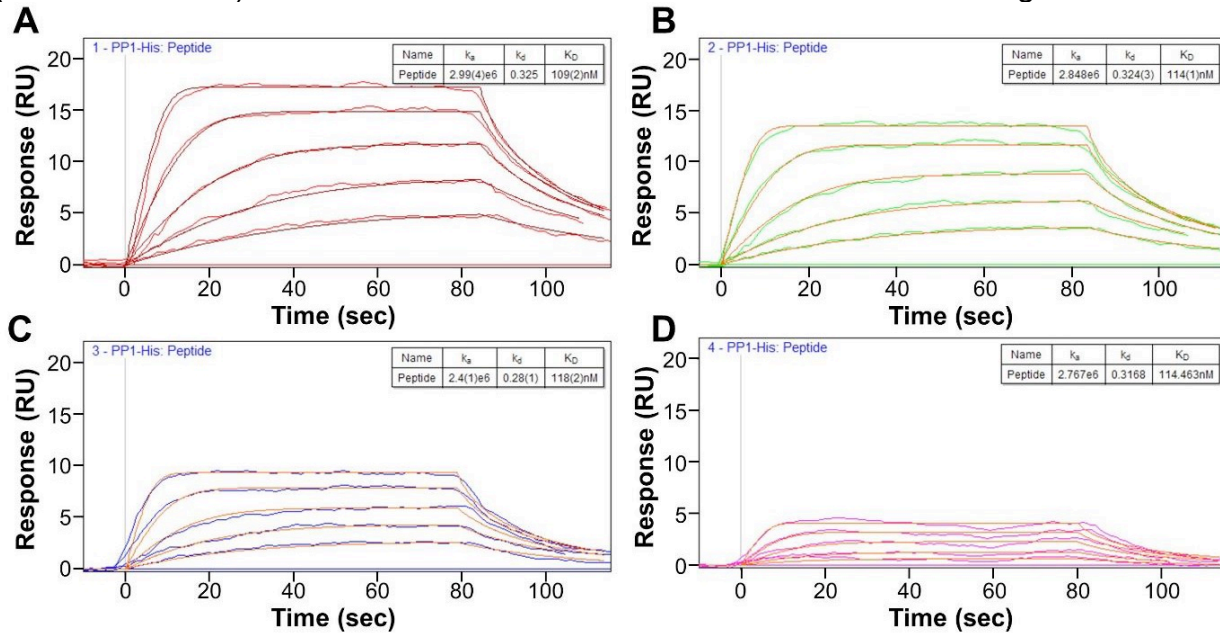 A
1 - PP1-His: Peptide
Name ka kd KD
Peptide 2.99(4)e6 0.325 109(2)nM
20
15
10
5
0
Response (RU)
0 20 40 60 80 100
Time (sec)
B
2 - PP1-His: Peptide
Name ka kd KD
Peptide 2.848e6 0.324(3) 114(1)nM
20
15
10
5
0
Response (RU)
0 20 40 60 80 100
Time (sec)
C
3 - PP1-His: Peptide
Name ka kd KD
Peptide 2.4(1)e6 0.28(1) 118(2)nM
20
15
10
5
0
Response (RU)
0 20 40 60 80 100
Time (sec)
D
4 - PP1-His: Peptide
Name ka kd KD
Peptide 2.767e6 0.3168 114.463nM
20
15
10
5
0
Response (RU)
0 20 40 60 80 100
Time (sec)